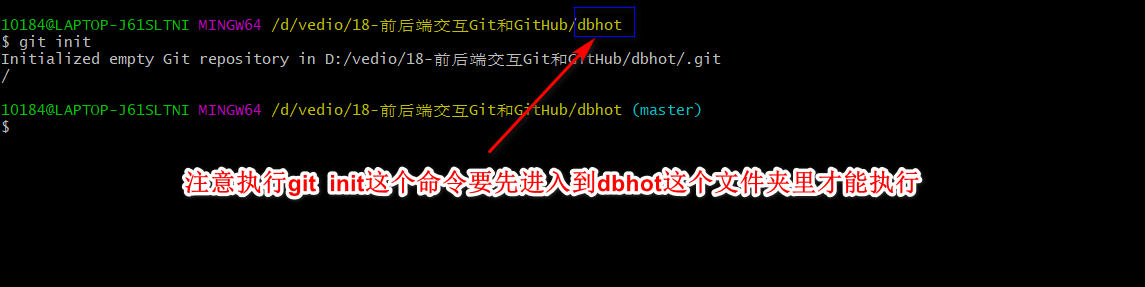 10184@LAPTOP-J61SLTNI MINGW64 /d/vedio/18-前后端交互Git和GitHub/dbhot
$ git init
Initialized empty Git repository in D:/vedio/18-前后端交互Git和GitHub/dbhot/.git
/
10184@LAPTOP-J61SLTNI MINGW64 /d/vedio/18-前后端交互Git和GitHub/dbhot (master)
$
注意执行git init这个命令要先进入到dbhot这个文件夹里才能执行